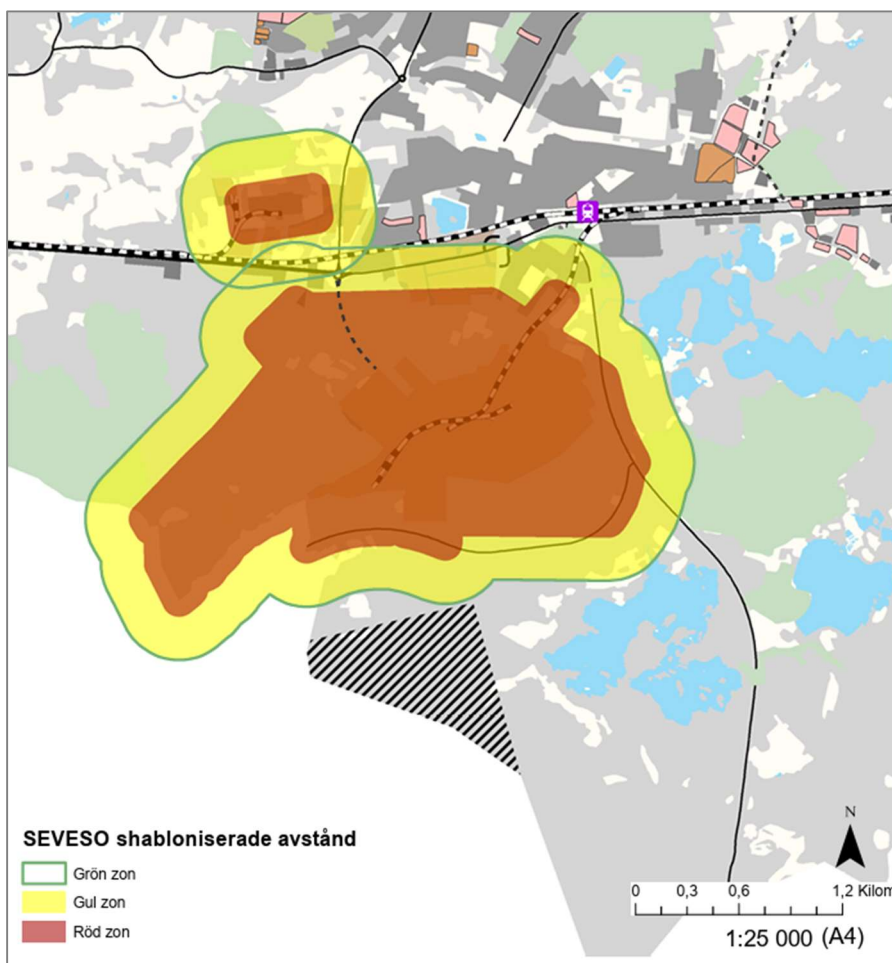 SEVESO shabloniserade avstånd
Grön zon
Gul zon
Röd zon
N
0 0,3 0,6 1,2 Kilom
1:25 000 (A4)